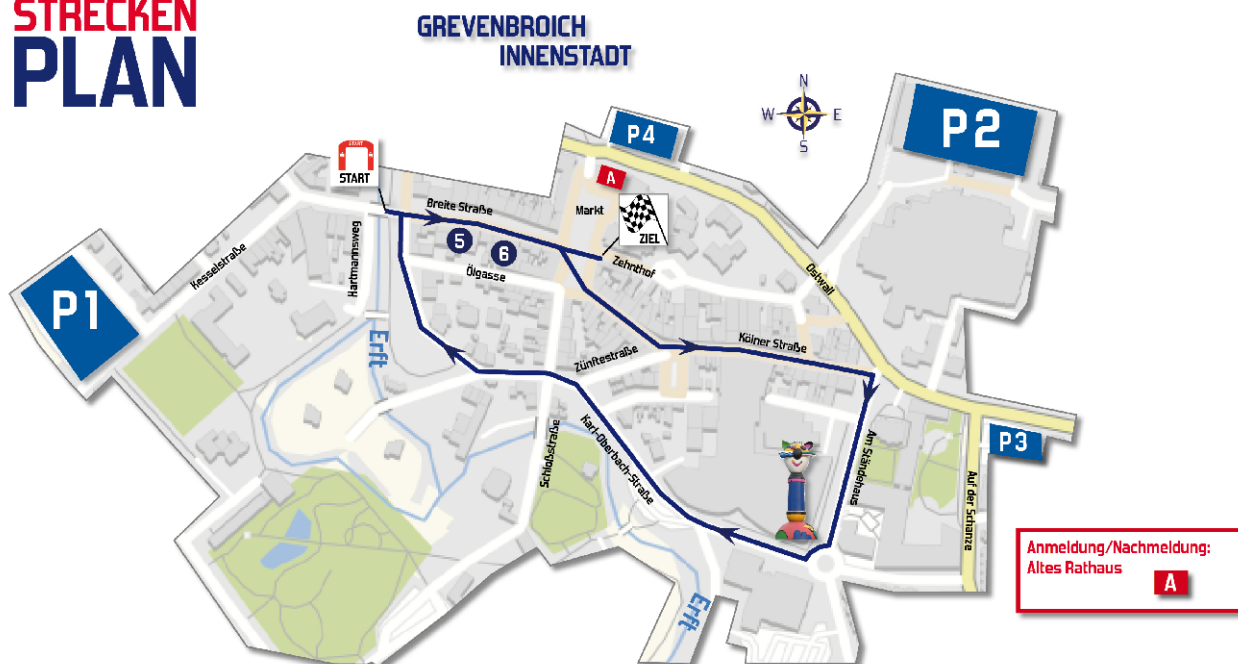 STRECKEN
PLAN
GREVENBROICH
INNENSTADT
N
W
E
S
P4
P2
START
START
A
Breite Straße
Markt
ZIEL
5
6
Zehnthof
Ölgasse
Hartmannsweg
Kesselstraße
P1
Erft
Ostwall
Kölner Straße
Zünftestraße
Schloßstraße
Karl-Oberbach-Straße
Am Ständehaus
P3
Auf der Schanze
Erft
Anmeldung/Nachmeldung:
Altes Rathaus
A